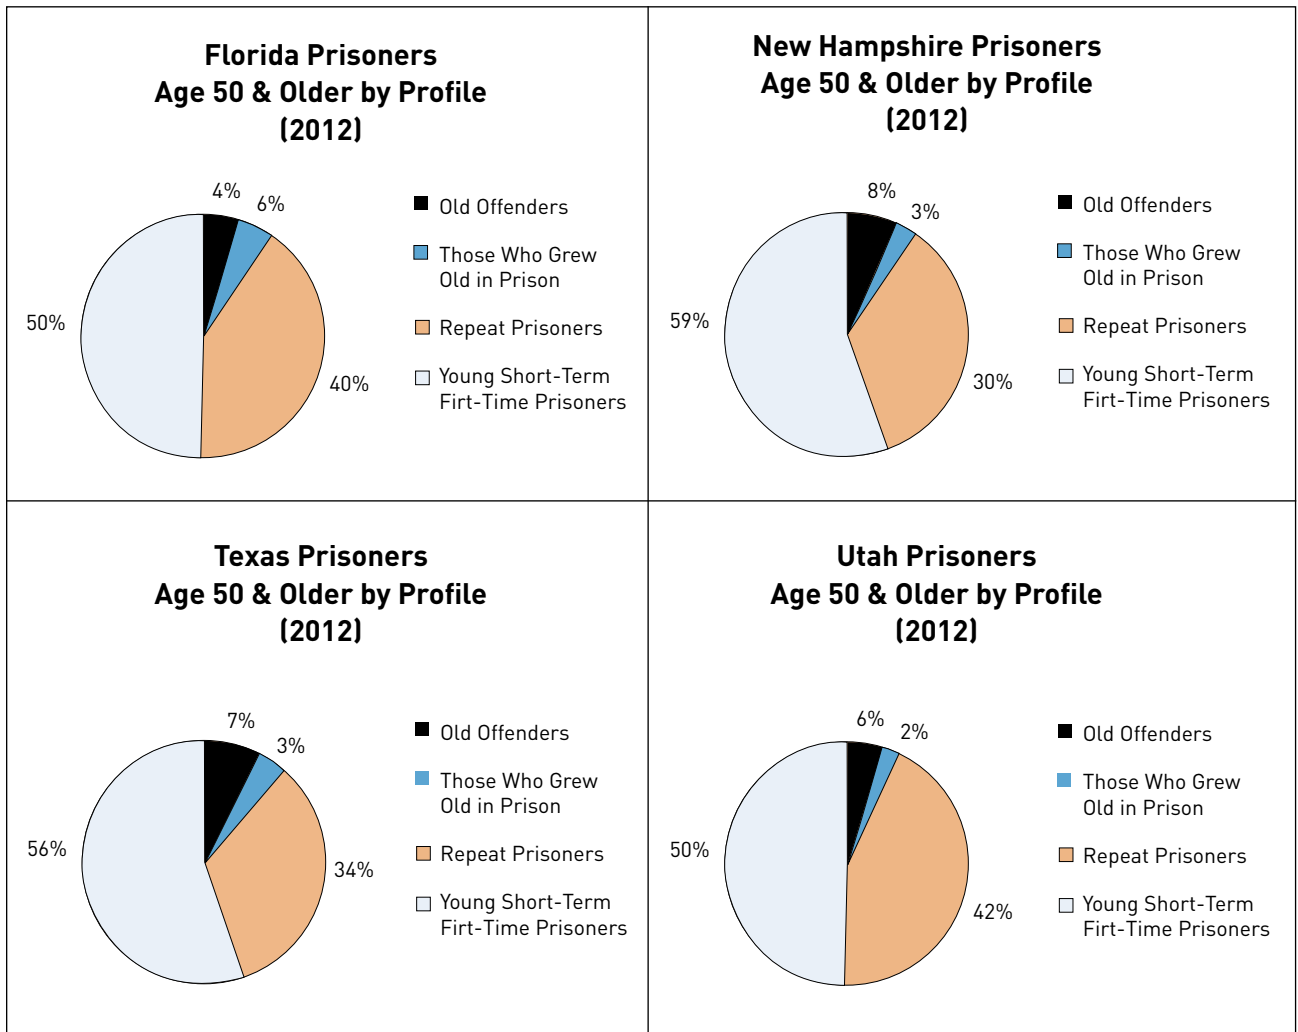 Florida Prisoners
Age 50 & Older by Profile
(2012)
4%
6%
50%
40%
Old Offenders
Those Who Grew
Old in Prison
Repeat Prisoners
Young Short-Term
Firt-Time Prisoners
New Hampshire Prisoners
Age 50 & Older by Profile
(2012)
8%
3%
59%
30%
Old Offenders
Those Who Grew
Old in Prison
Repeat Prisoners
Young Short-Term
Firt-Time Prisoners
Texas Prisoners
Age 50 & Older by Profile
(2012)
7%
3%
56%
34%
Old Offenders
Those Who Grew
Old in Prison
Repeat Prisoners
Young Short-Term
Firt-Time Prisoners
Utah Prisoners
Age 50 & Older by Profile
(2012)
6%
2%
50%
42%
Old Offenders
Those Who Grew
Old in Prison
Repeat Prisoners
Young Short-Term
Firt-Time Prisoners